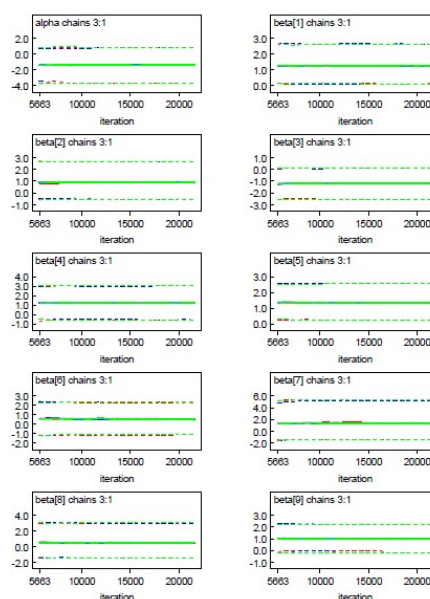 alpha chains 3:1
2.0
0.0
-2.0
-4.0
5663 10000 15000 20000
iteration
beta[1] chains 3:1
3.0
2.0
1.0
0.0
5663 10000 15000 20000
iteration
beta[2] chains 3:1
3.0
2.0
1.0
0.0
-1.0
5663 10000 15000 20000
iteration
beta[3] chains 3:1
1.0
0.0
-1.0
-2.0
-3.0
5663 10000 15000 20000
iteration
beta[4] chains 3:1
4.0
3.0
2.0
1.0
0.0
-1.0
5663 10000 15000 20000
iteration
beta[5] chains 3:1
3.0
2.0
1.0
0.0
5663 10000 15000 20000
iteration
beta[6] chains 3:1
3.0
2.0
1.0
0.0
-1.0
-2.0
5663 10000 15000 20000
iteration
beta[7] chains 3:1
6.0
4.0
2.0
0.0
-2.0
5663 10000 15000 20000
iteration
beta[8] chains 3:1
4.0
2.0
0.0
-2.0
5663 10000 15000 20000
iteration
beta[9] chains 3:1
3.0
2.0
1.0
0.0
-1.0
5663 10000 15000 20000
iteration